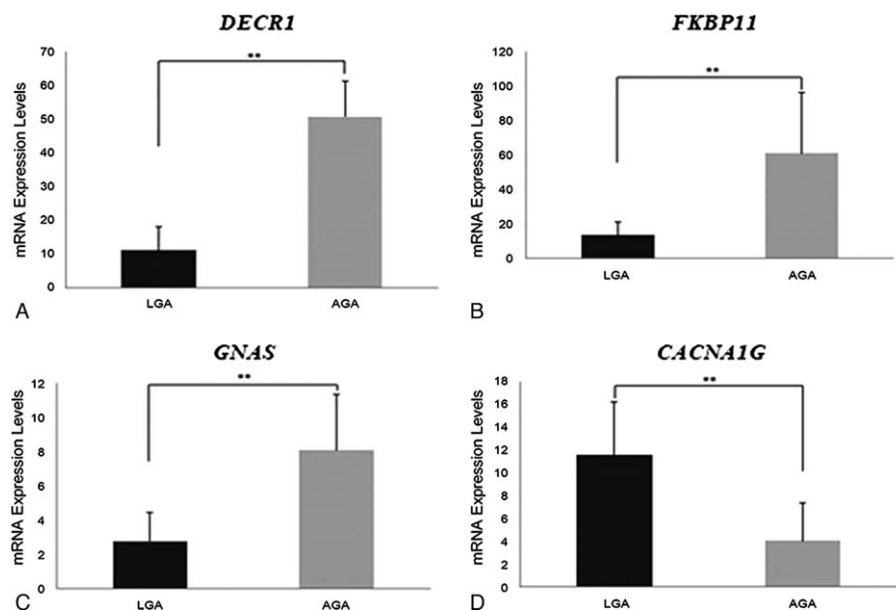 DECR1
mRNA Expression Levels
70
60
50
40
30
20
10
0
**
LGA AGA
A
FKBP11
mRNA Expression Levels
120
100
80
60
40
20
0
**
LGA AGA
B
GNAS
mRNA Expression Levels
12
10
8
6
4
2
0
**
LGA AGA
C
CACNA1G
mRNA Expression Levels
18
16
14
12
10
8
6
4
2
0
**
LGA AGA
D